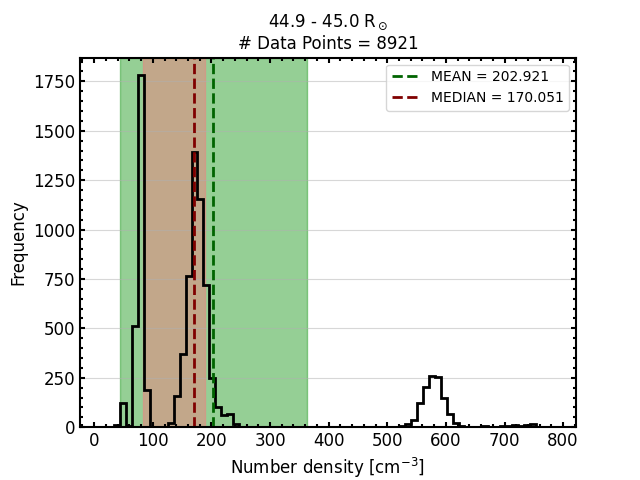 44.9 - 45.0 R⊙
# Data Points = 8921
MEAN = 202.921
MEDIAN = 170.051
Frequency
1750
1500
1250
1000
750
500
250
0
0 100 200 300 400 500 600 700 800
Number density [cm⁻³]